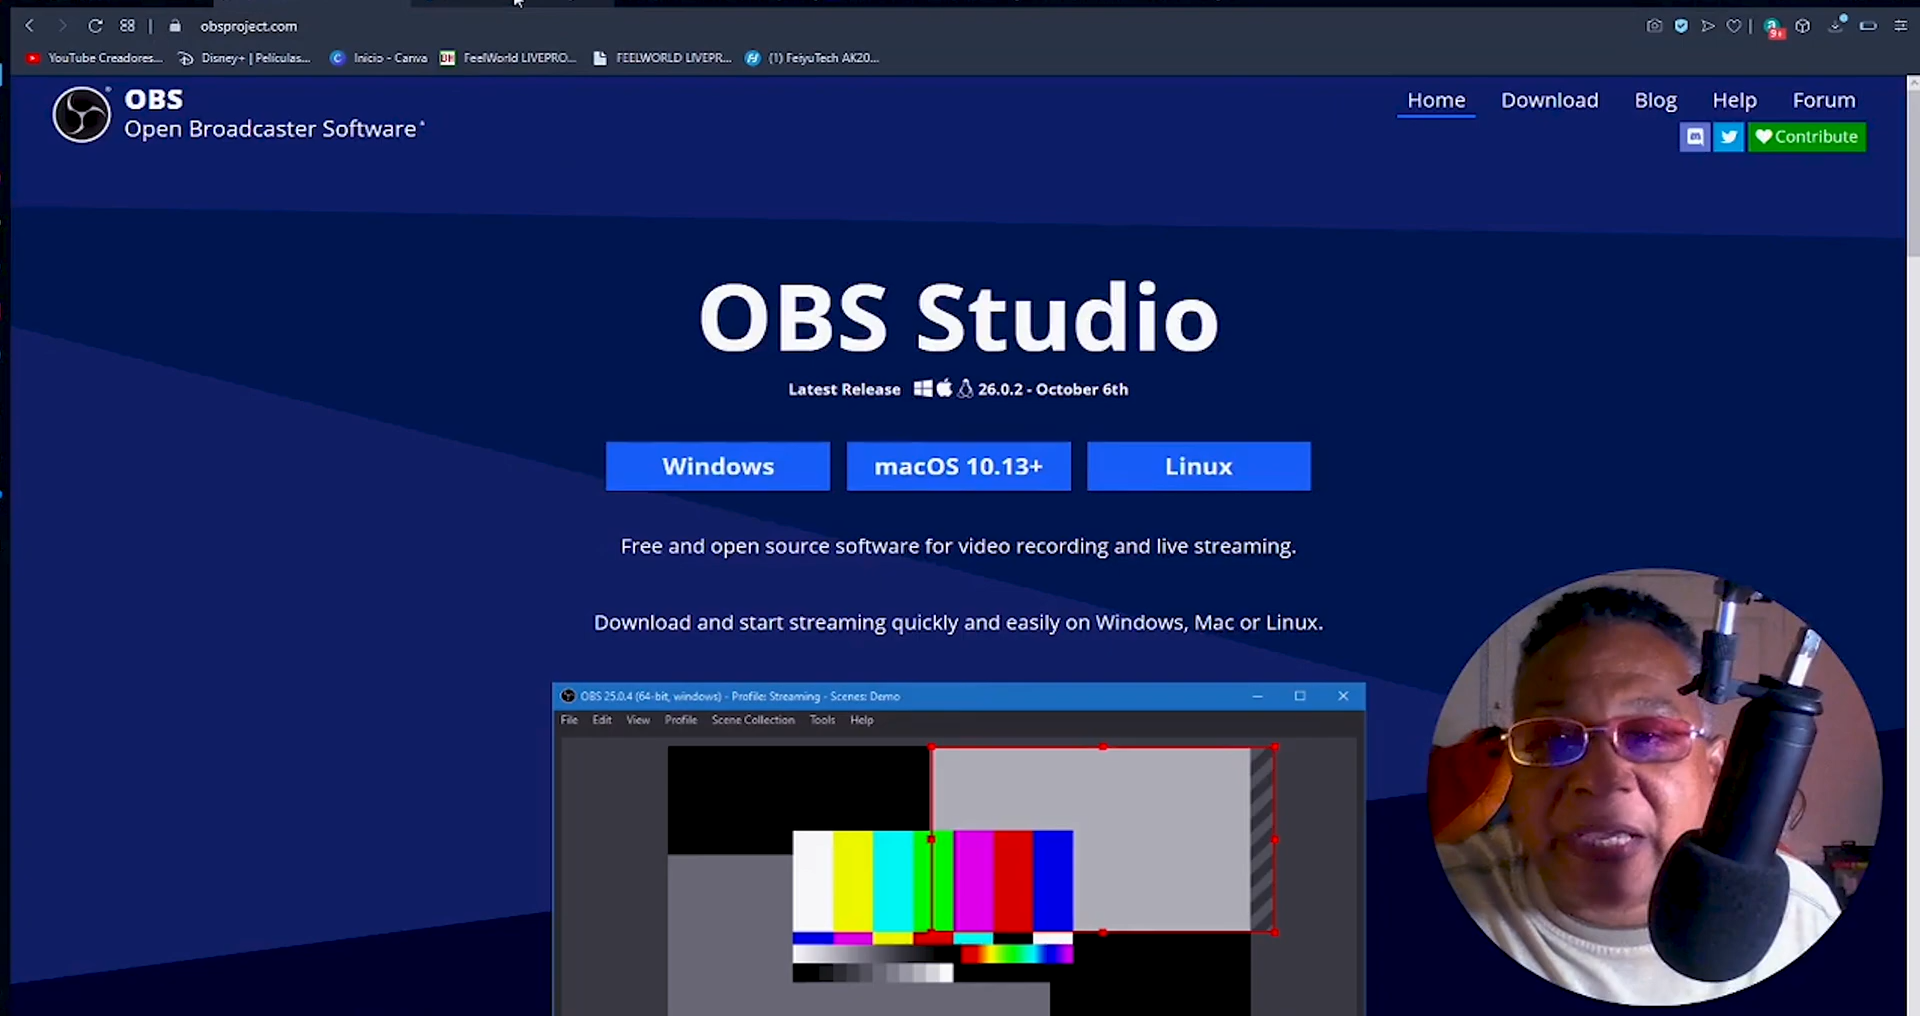 obsproject.com
YouTube Creadores...
Disney+ | Películas...
Inicio - Canva
FeelWorld LIVEPRO...
FEELWORLD LIVEPR...
(1) FeiyuTech AK20...
9+
OBS
Open Broadcaster Software
Home
Download
Blog
Help
Forum
Contribute
OBS Studio
Latest Release 26.0.2 - October 6th
Windows
macOS 10.13+
Linux
Free and open source software for video recording and live streaming.
Download and start streaming quickly and easily on Windows, Mac or Linux.
OBS 25.0.4 (64-bit, windows) - Profile: Streaming - Scenes: Demo
File Edit View Profile Scene Collection Tools Help